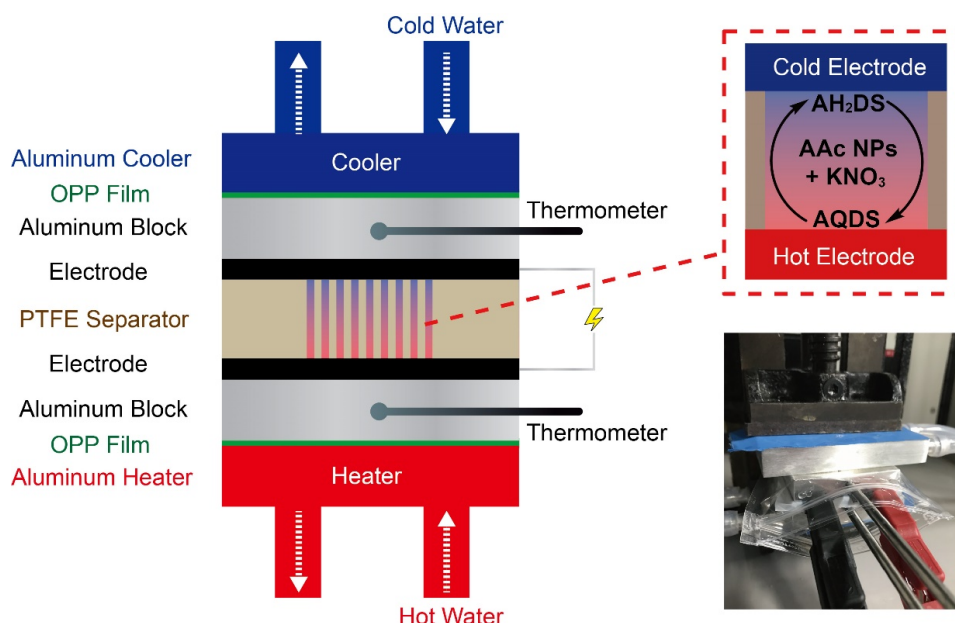 Cold Water
Aluminum Cooler
Cooler
OPP Film
Aluminum Block
Thermometer
Electrode
PTFE Separator
Electrode
Aluminum Block
Thermometer
OPP Film
Aluminum Heater
Heater
Hot Water
Cold Electrode
AH₂DS
AAc NPs
+ KNO₃
AQDS
Hot Electrode